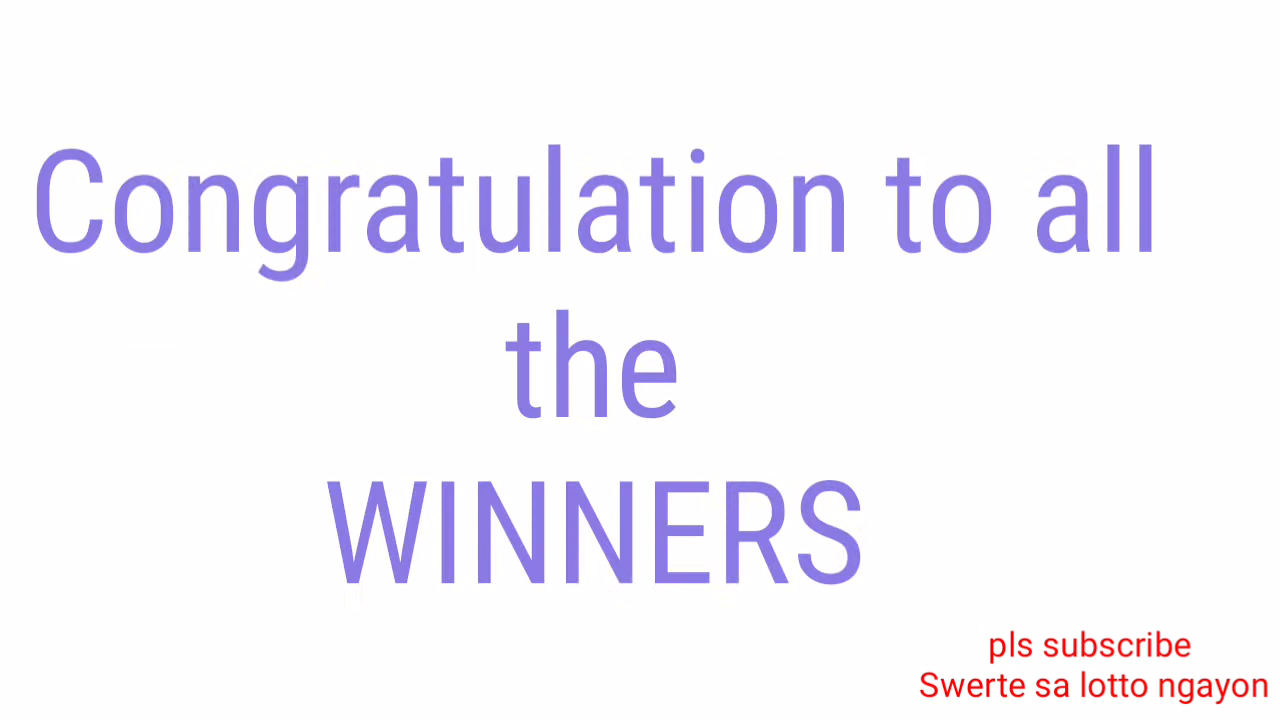 Congratulation to all
the
WINNERS
pls subscribe
Swerte sa lotto ngayon